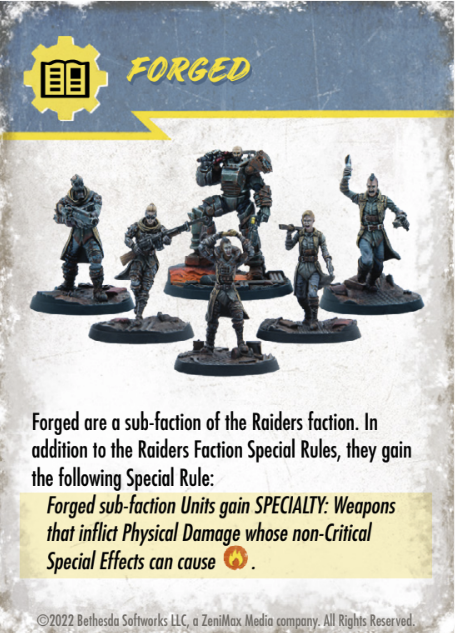 FORGED
Forged are a sub-faction of the Raiders faction. In
addition to the Raiders Faction Special Rules, they gain
the following Special Rule:
Forged sub-faction Units gain SPECIALTY: Weapons
that inflict Physical Damage whose non-Critical
Special Effects can cause .
©2022 Bethesda Softworks LLC, a ZeniMax Media company. All Rights Reserved.